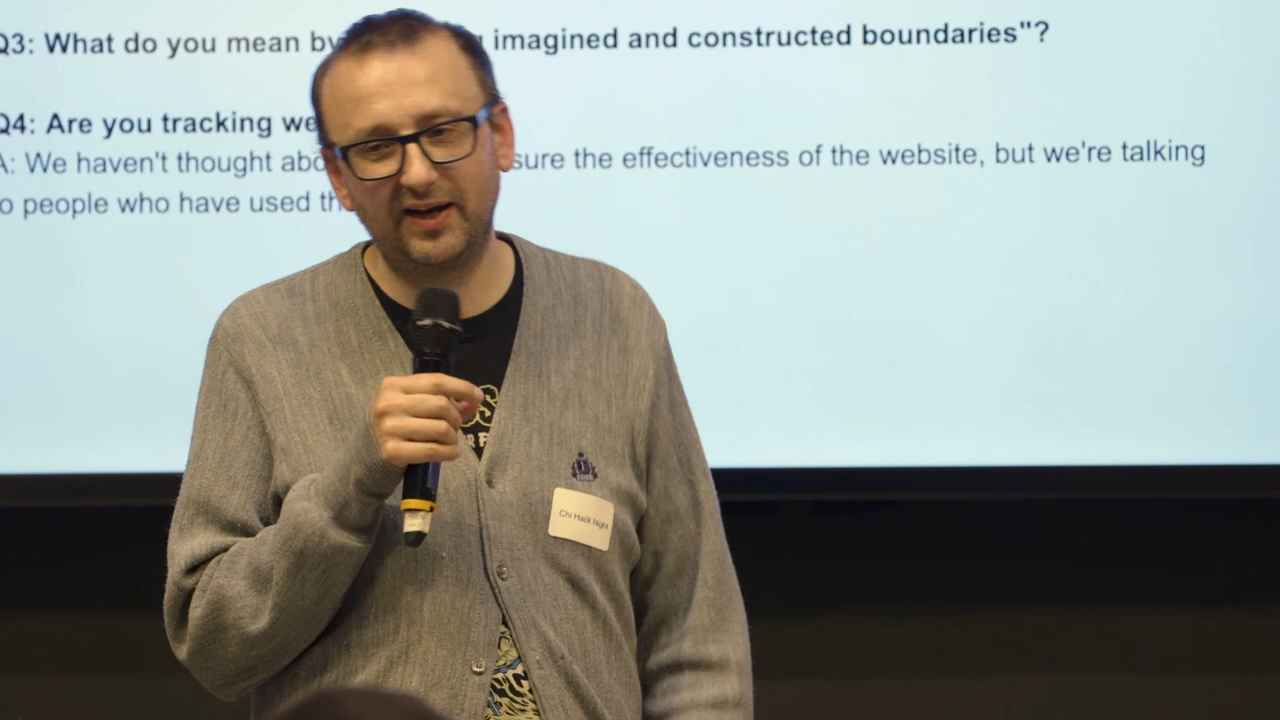 Q3: What do you mean by imagined and constructed boundaries"?
Q4: Are you tracking we
A: We haven't thought abo sure the effectiveness of the website, but we're talking
o people who have used th
Chi Hack Night